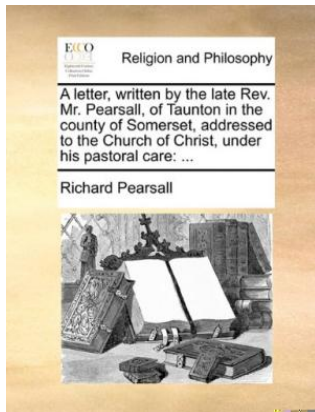 ECCO
Religion and Philosophy
A letter, written by the late Rev.
Mr. Pearsall, of Taunton in the
county of Somerset, addressed
to the Church of Christ, under
his pastoral care: ...
Richard Pearsall